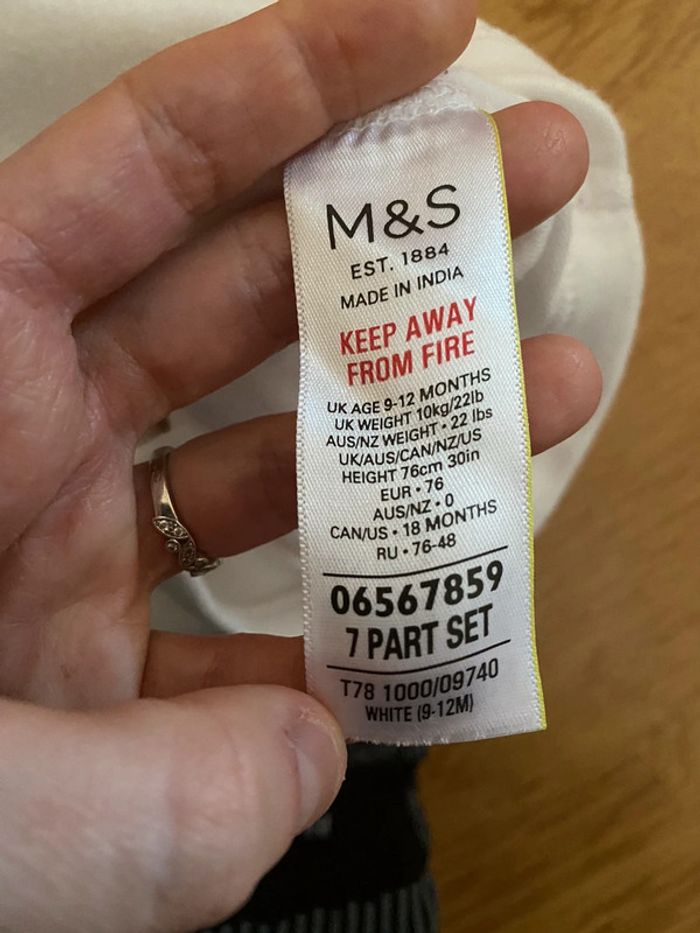 M&S
EST. 1884
MADE IN INDIA
KEEP AWAY
FROM FIRE
UK AGE 9-12 MONTHS
UK WEIGHT 10kg/22lb
AUS/NZ WEIGHT • 22 lbs
UK/AUS/CAN/NZ/US
HEIGHT 76cm 30in
EUR • 76
AUS/NZ • 0
CAN/US • 18 MONTHS
RU • 76-48
06567859
7 PART SET
T78 1000/09740
WHITE (9-12M)